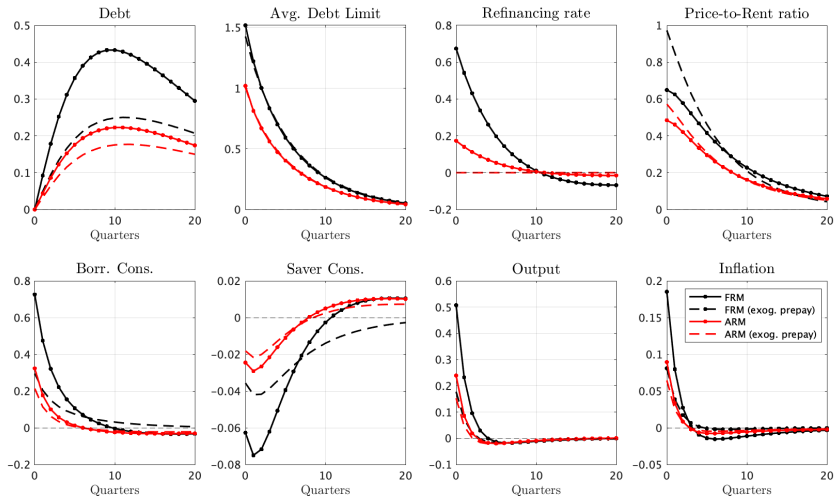 Debt
0.5
0.4
0.3
0.2
0.1
0
0 10 20
Quarters
Avg. Debt Limit
1.5
1
0.5
0
0 10 20
Quarters
Refinancing rate
0.8
0.6
0.4
0.2
0
-0.2
0 10 20
Quarters
Price-to-Rent ratio
1
0.8
0.6
0.4
0.2
0
0 10 20
Quarters
Borr. Cons.
0.8
0.6
0.4
0.2
0
-0.2
0 10 20
Quarters
Saver Cons.
0.02
0
-0.02
-0.04
-0.06
-0.08
0 10 20
Quarters
Output
0.6
0.5
0.4
0.3
0.2
0.1
0
-0.1
0 10 20
Quarters
Inflation
0.2
0.15
0.1
0.05
0
-0.05
0 10 20
Quarters
FRM
FRM (exog. prepay)
ARM
ARM (exog. prepay)